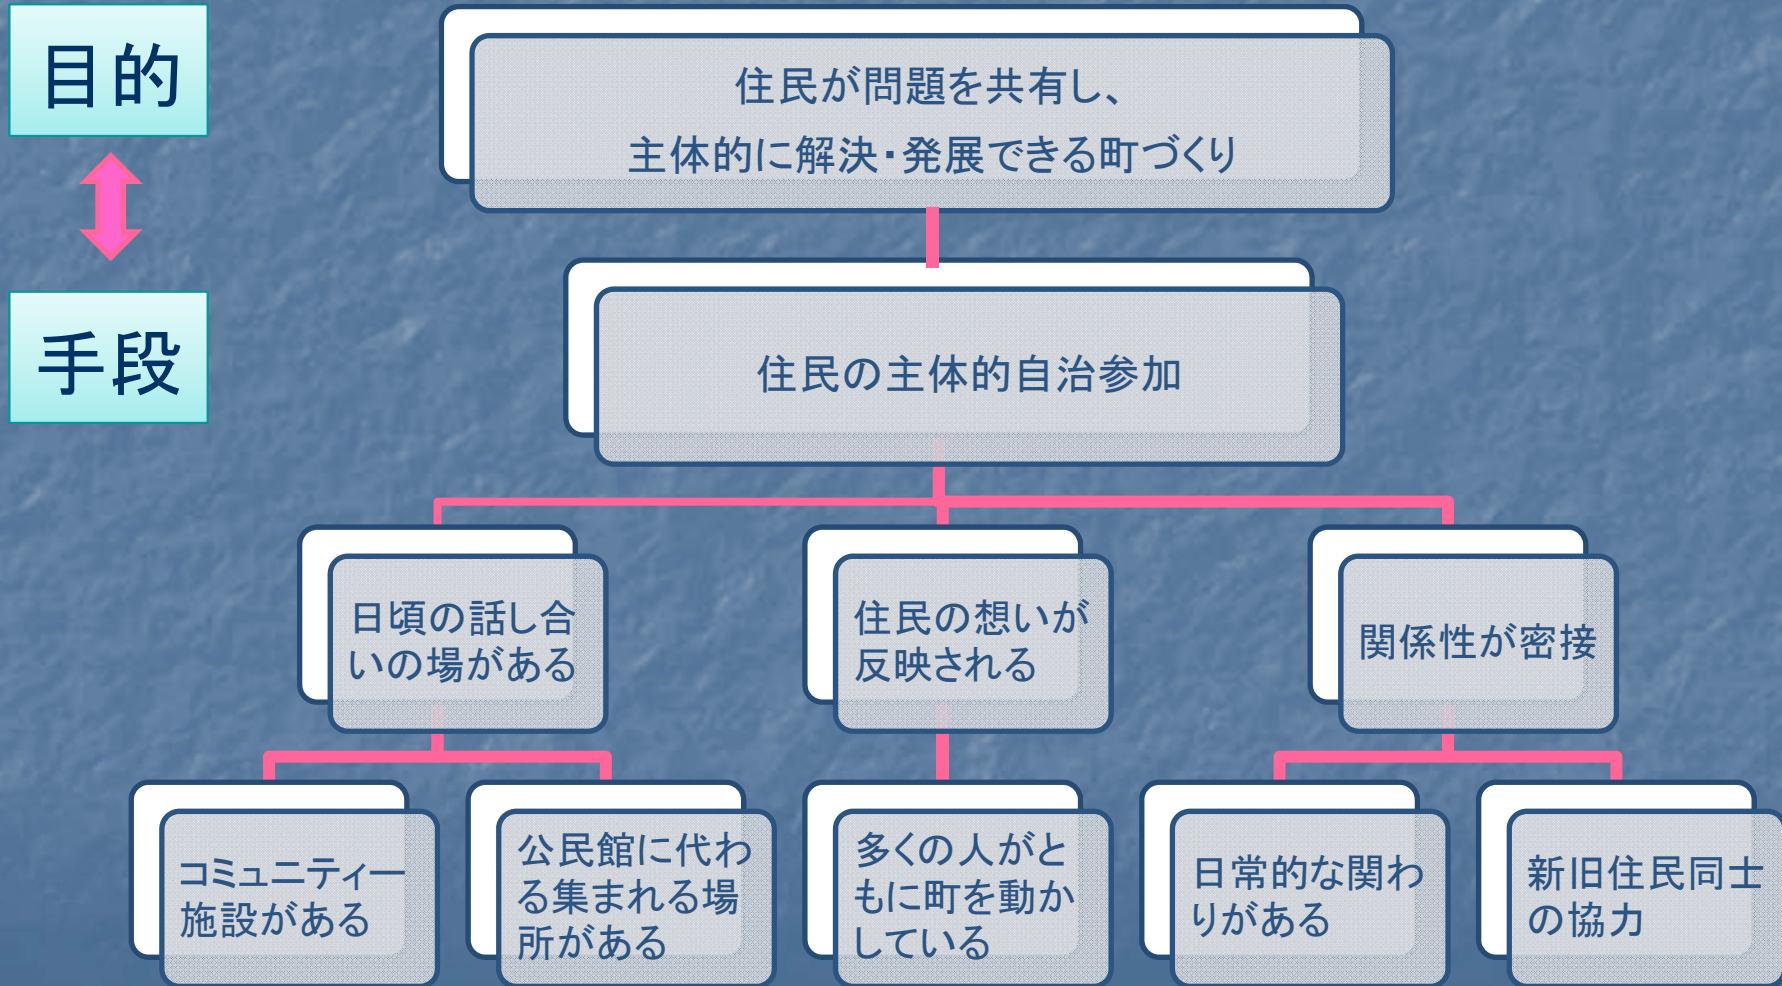 目的
住民が問題を共有し、
主体的に解決・発展できる町づくり
手段
住民の主体的自治参加
日頃の話し合
いの場がある
住民の想いが
反映される
関係性が密接
コミュニティー
施設がある
公民館に代わ
る集まれる場
所がある
多くの人がと
もに町を動か
している
日常的な関わ
りがある
新旧住民同士
の協力